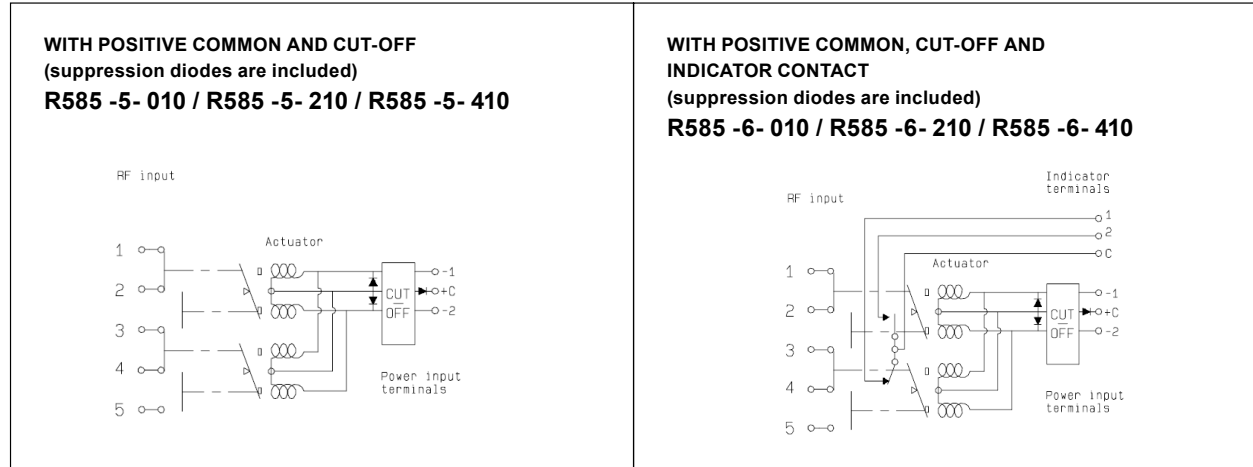 WITH POSITIVE COMMON AND CUT-OFF
(suppression diodes are included)
R585 -5- 010 / R585 -5- 210 / R585 -5- 410
RF input
Actuator
1
2
3
4
5
CUT
OFF
-1
+C
-2
Power input
terminals
WITH POSITIVE COMMON, CUT-OFF AND
INDICATOR CONTACT
(suppression diodes are included)
R585 -6- 010 / R585 -6- 210 / R585 -6- 410
Indicator
terminals
RF input
1
2
C
Actuator
1
2
3
4
5
CUT
OFF
-1
+C
-2
Power input
terminals